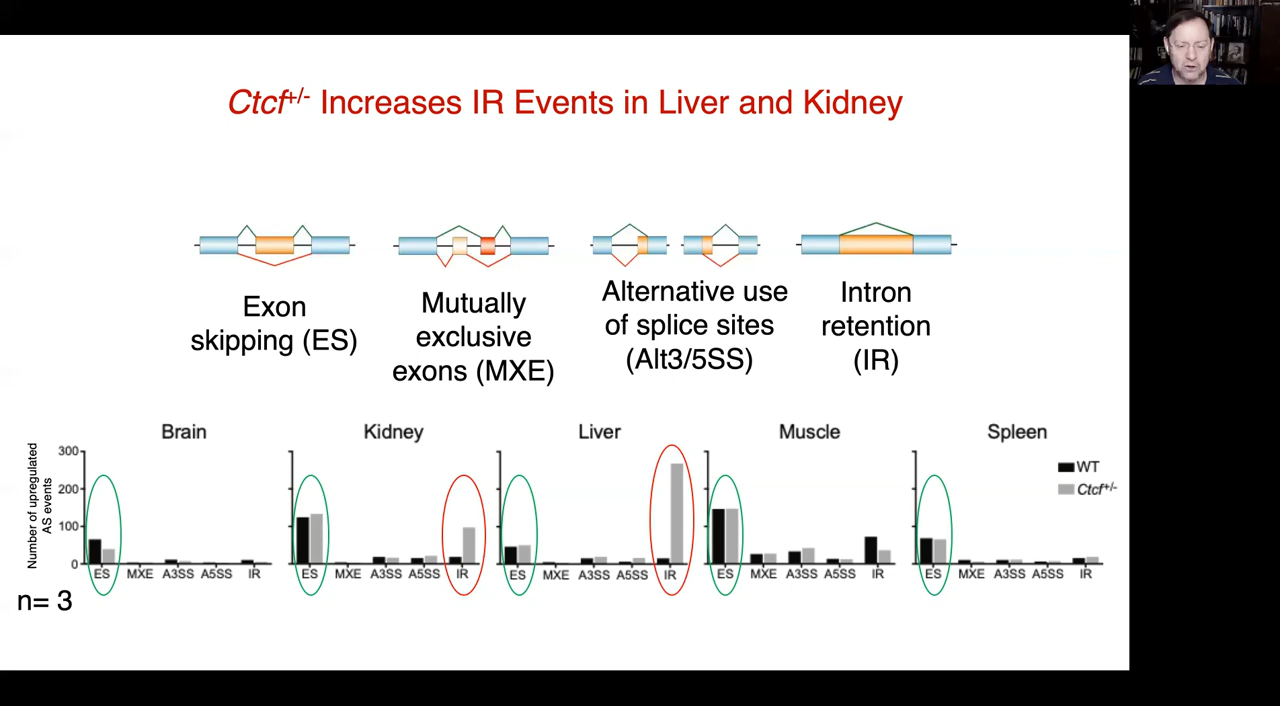 Ctcf+/- Increases IR Events in Liver and Kidney
Exon
skipping (ES)
Mutually
exclusive
exons (MXE)
Alternative use
of splice sites
(Alt3/5SS)
Intron
retention
(IR)
Number of upregulated
AS events
Brain
Kidney
Liver
Muscle
Spleen
300
200
100
0
WT
Ctcf+/-
ES MXE A3SS A5SS IR
ES MXE A3SS A5SS IR
ES MXE A3SS A5SS IR
ES MXE A3SS A5SS IR
ES MXE A3SS A5SS IR
n= 3